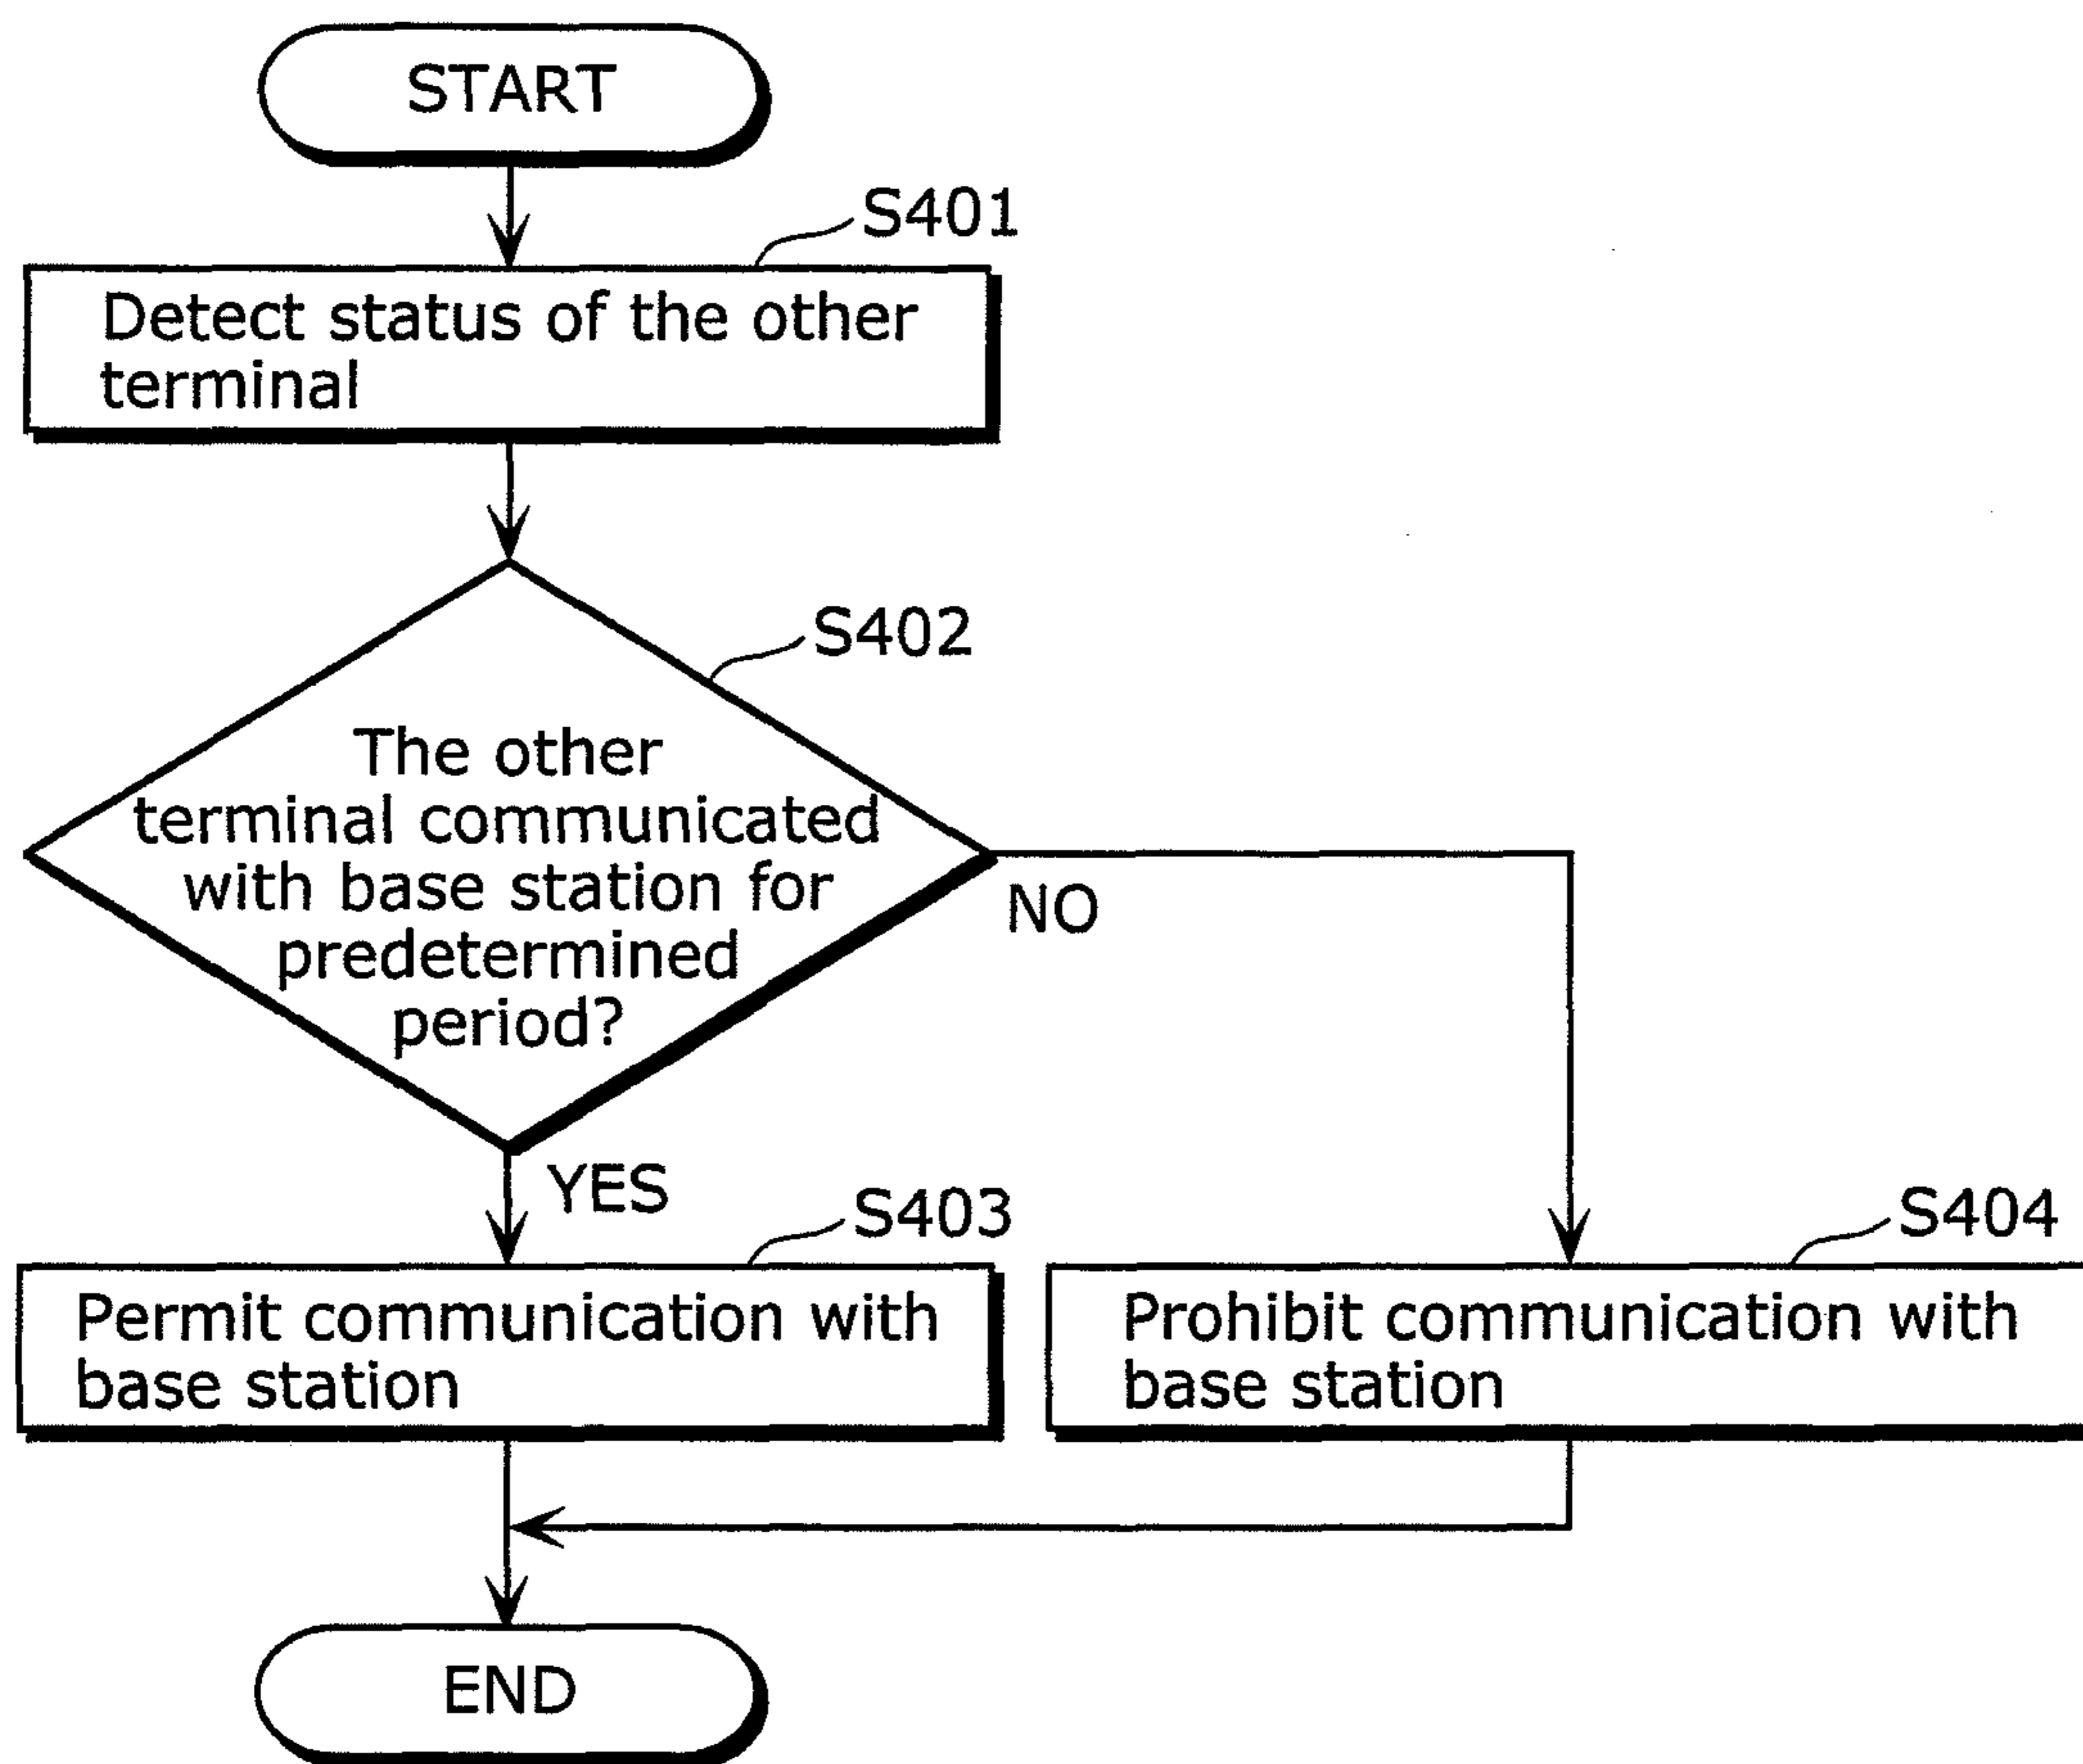 START
S401
Detect status of the other
terminal
S402
The other
terminal communicated
with base station for
predetermined
period?
NO
YES
S403
S404
Permit communication with
base station
Prohibit communication with
base station
END